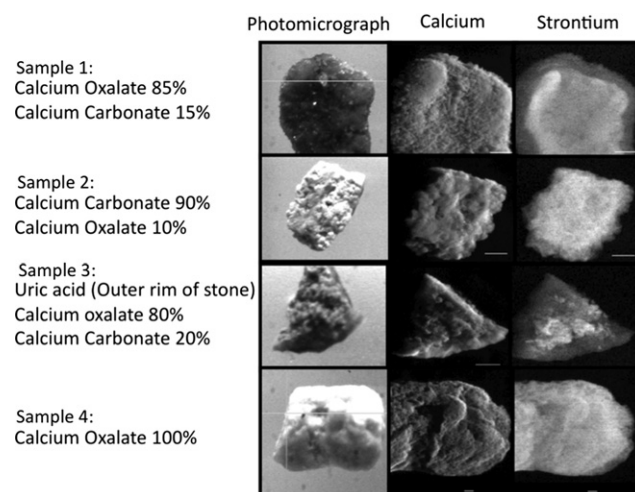 Photomicrograph Calcium Strontium
Sample 1:
Calcium Oxalate 85%
Calcium Carbonate 15%
Sample 2:
Calcium Carbonate 90%
Calcium Oxalate 10%
Sample 3:
Uric acid (Outer rim of stone)
Calcium oxalate 80%
Calcium Carbonate 20%
Sample 4:
Calcium Oxalate 100%